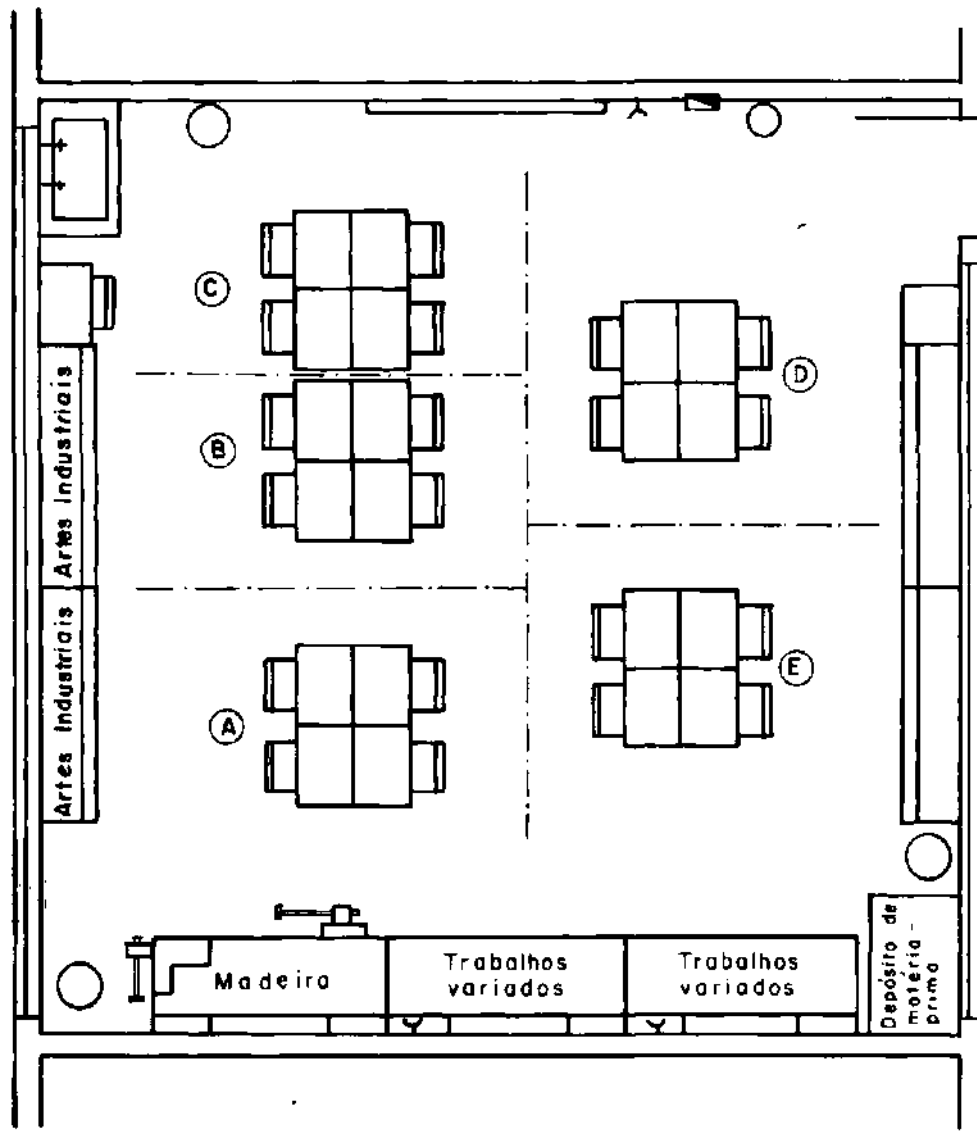 C
D
B
Artes Industriais
Artes Industriais
E
A
Madeira
Trabalhos
variados
Trabalhos
variados
Depósito de
matéria-
prima